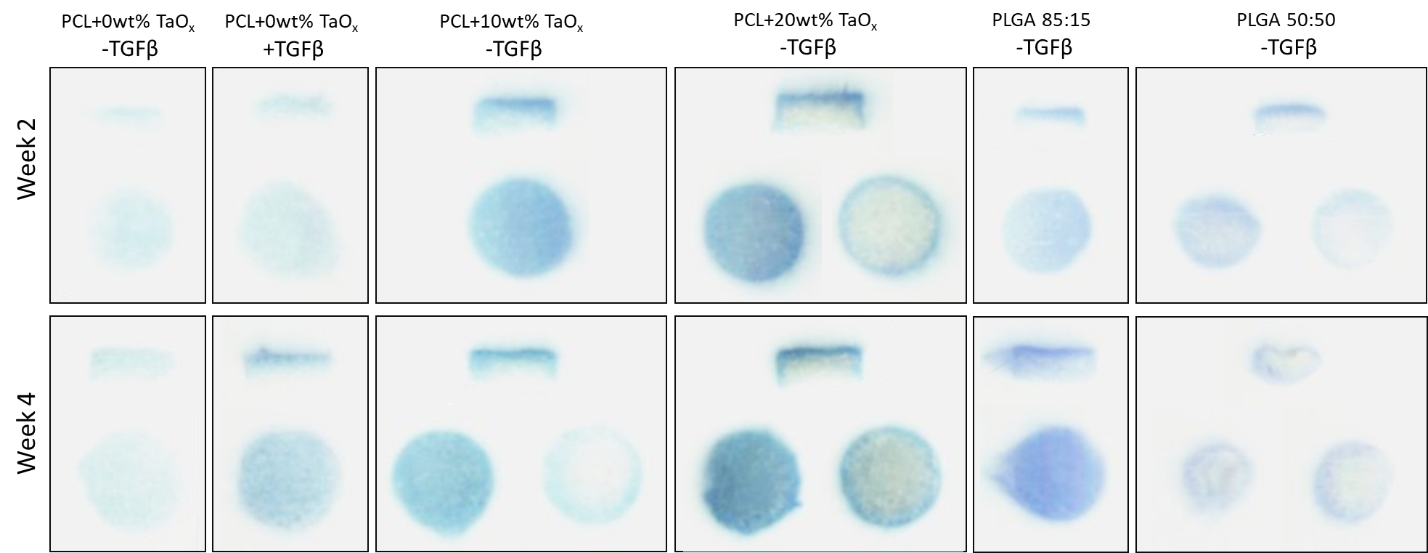 PCL+0wt% TaOx
-TGFβ
PCL+0wt% TaOx
+TGFβ
PCL+10wt% TaOx
-TGFβ
PCL+20wt% TaOx
-TGFβ
PLGA 85:15
-TGFβ
PLGA 50:50
-TGFβ
Week 2
Week 4